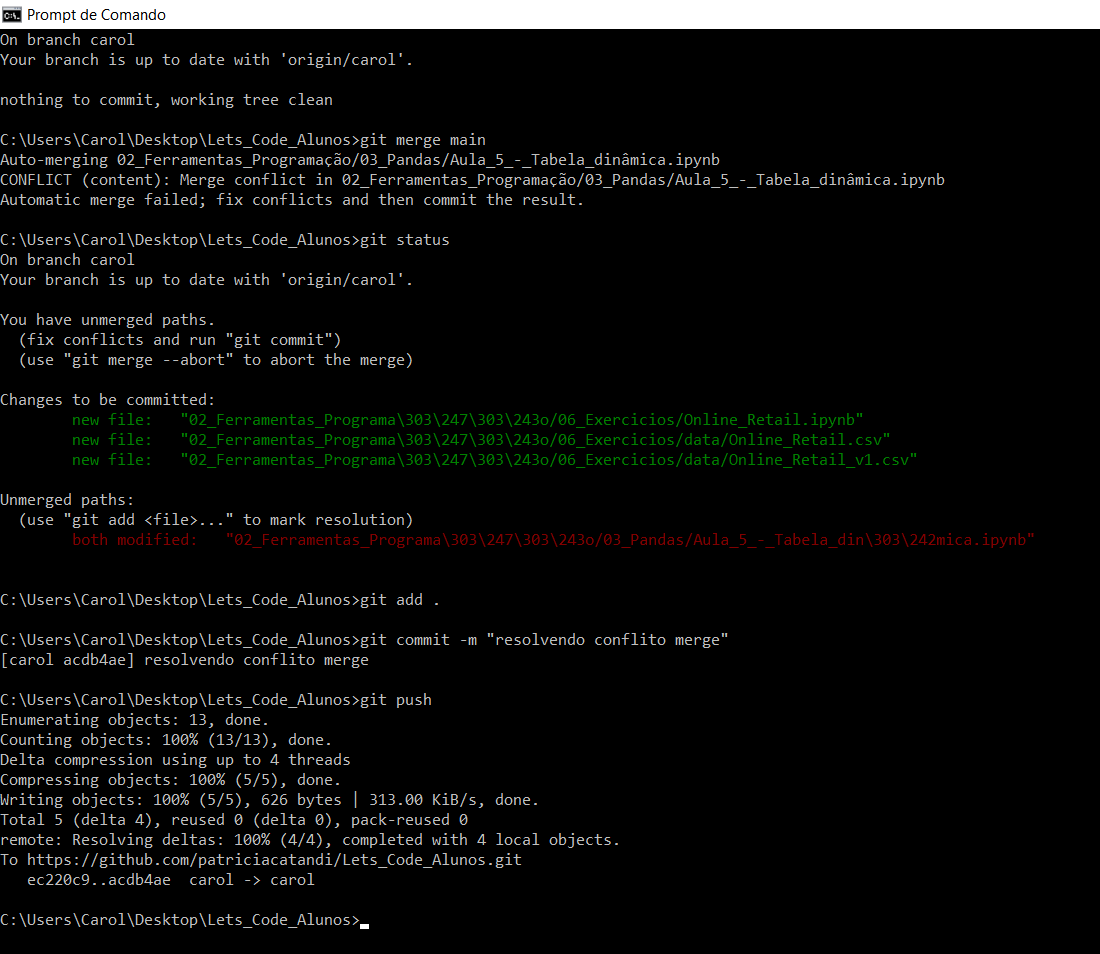 Prompt de Comando
On branch carol
Your branch is up to date with 'origin/carol'.
nothing to commit, working tree clean
C:\Users\Carol\Desktop\Lets_Code_Alunos>git merge main
Auto-merging 02_Ferramentas_Programação/03_Pandas/Aula_5_-_Tabela_dinâmica.ipynb
CONFLICT (content): Merge conflict in 02_Ferramentas_Programação/03_Pandas/Aula_5_-_Tabela_dinâmica.ipynb
Automatic merge failed; fix conflicts and then commit the result.
C:\Users\Carol\Desktop\Lets_Code_Alunos>git status
On branch carol
Your branch is up to date with 'origin/carol'.
You have unmerged paths.
  (fix conflicts and run "git commit")
  (use "git merge --abort" to abort the merge)
Changes to be committed:
        new file:   "02_Ferramentas_Programa\303\247\303\243o/06_Exercicios/Online_Retail.ipynb"
        new file:   "02_Ferramentas_Programa\303\247\303\243o/06_Exercicios/data/Online_Retail.csv"
        new file:   "02_Ferramentas_Programa\303\247\303\243o/06_Exercicios/data/Online_Retail_v1.csv"
Unmerged paths:
  (use "git add <file>..." to mark resolution)
        both modified:   "02_Ferramentas_Programa\303\247\303\243o/03_Pandas/Aula_5_-_Tabela_din\303\242mica.ipynb"
C:\Users\Carol\Desktop\Lets_Code_Alunos>git add .
C:\Users\Carol\Desktop\Lets_Code_Alunos>git commit -m "resolvendo conflito merge"
[carol acdb4ae] resolvendo conflito merge
C:\Users\Carol\Desktop\Lets_Code_Alunos>git push
Enumerating objects: 13, done.
Counting objects: 100% (13/13), done.
Delta compression using up to 4 threads
Compressing objects: 100% (5/5), done.
Writing objects: 100% (5/5), 626 bytes | 313.00 KiB/s, done.
Total 5 (delta 4), reused 0 (delta 0), pack-reused 0
remote: Resolving deltas: 100% (4/4), completed with 4 local objects.
To https://github.com/patriciacatandi/Lets_Code_Alunos.git
   ec220c9..acdb4ae  carol -> carol
C:\Users\Carol\Desktop\Lets_Code_Alunos>